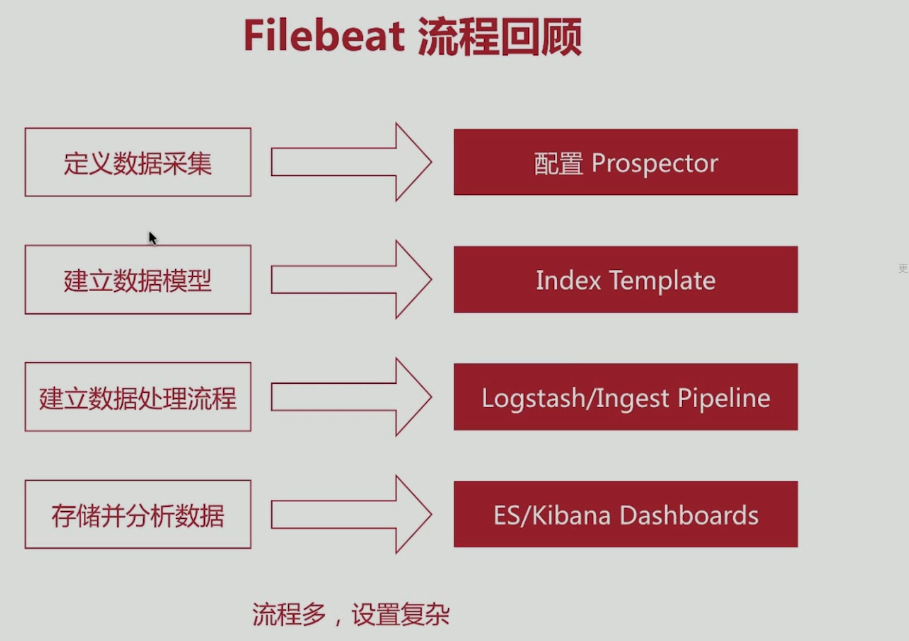 Filebeat 流程回顾
定义数据采集
配置 Prospector
建立数据模型
Index Template
建立数据处理流程
Logstash/Ingest Pipeline
存储并分析数据
ES/Kibana Dashboards
流程多，设置复杂
更